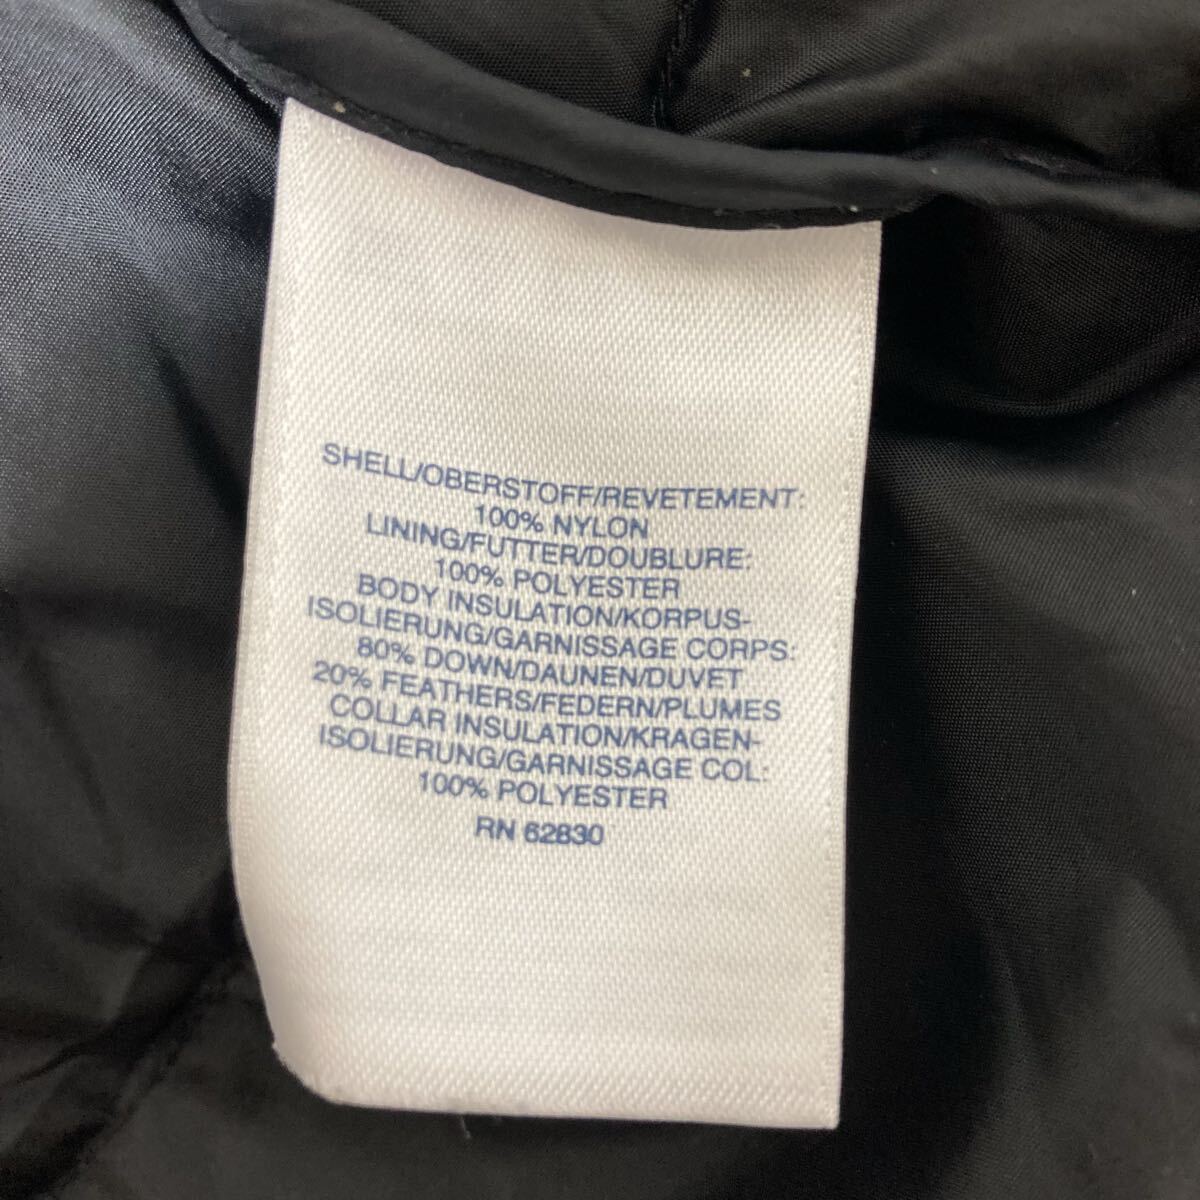 SHELL/OBERSTOFF/REVETEMENT:
100% NYLON
LINING/FUTTER/DOUBLURE:
100% POLYESTER
BODY INSULATION/KORPUS-
ISOLIERUNG/GARNISSAGE CORPS:
80% DOWN/DAUNEN/DUVET
20% FEATHERS/FEDERN/PLUMES
COLLAR INSULATION/KRAGEN-
ISOLIERUNG/GARNISSAGE COL:
100% POLYESTER
RN 62830